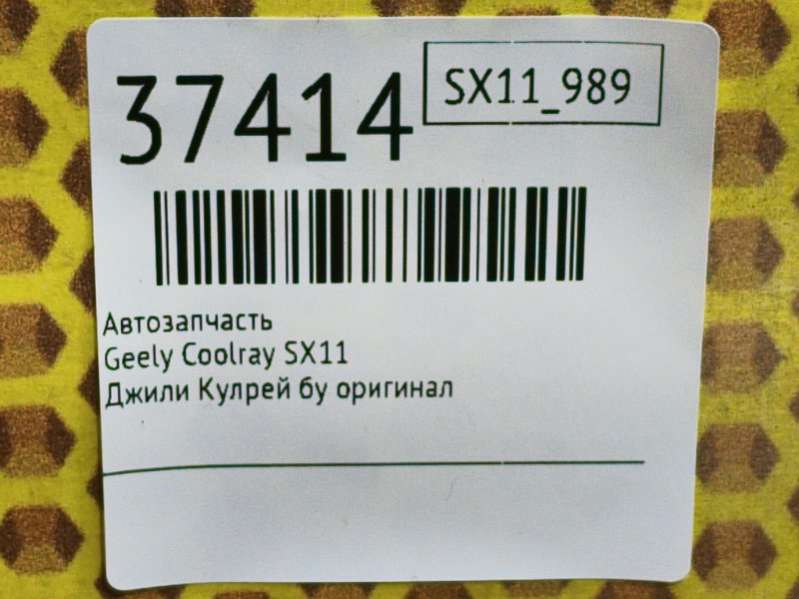 37414
SX11_989
Автозапчасть
Geely Coolray SX11
Джили Кулрей бу оригинал